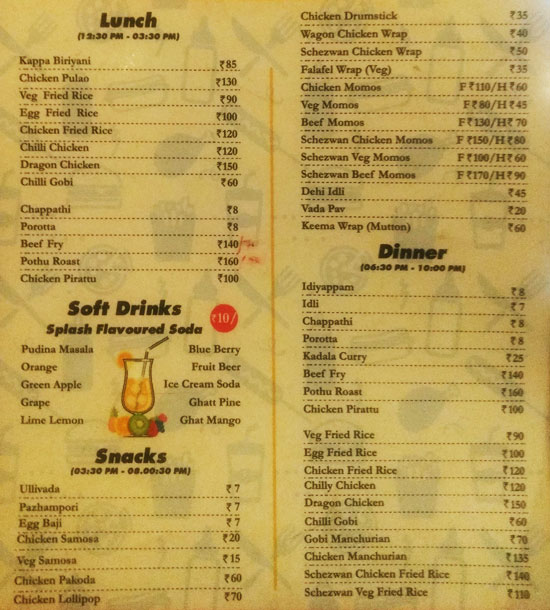 Lunch
(12:30 PM - 03:30 PM)
Kappa Biriyani ₹85
Chicken Pulao ₹130
Veg Fried Rice ₹90
Egg Fried Rice ₹100
Chicken Fried Rice ₹120
Chilli Chicken ₹120
Dragon Chicken ₹150
Chilli Gobi ₹60
Chappathi ₹8
Porotta ₹8
Beef Fry ₹140
Pothu Roast ₹160
Chicken Pirattu ₹100
Soft Drinks
Splash Flavoured Soda ₹10/
Pudina Masala Blue Berry
Orange Fruit Beer
Green Apple Ice Cream Soda
Grape Ghatt Pine
Lime Lemon Ghat Mango
Snacks
(03:30 PM - 08.00:30 PM)
Ullivada ₹7
Pazhampori ₹7
Egg Baji ₹7
Chicken Samosa ₹20
Veg Samosa ₹15
Chicken Pakoda ₹60
Chicken Lollipop ₹70
Chicken Drumstick ₹35
Wagon Chicken Wrap ₹40
Schezwan Chicken Wrap ₹50
Falafel Wrap (Veg) ₹35
Chicken Momos F ₹110/H ₹60
Veg Momos F ₹80/H ₹45
Beef Momos F ₹130/H ₹70
Schezwan Chicken Momos F ₹150/H ₹80
Schezwan Veg Momos F ₹100/H ₹60
Schezwan Beef Momos F ₹170/H ₹90
Dehi Idli ₹45
Vada Pav ₹20
Keema Wrap (Mutton) ₹60
Dinner
(06:30 PM - 10:00 PM)
Idiyappam ₹8
Idli ₹7
Chappathi ₹8
Porotta ₹8
Kadala Curry ₹25
Beef Fry ₹140
Pothu Roast ₹160
Chicken Pirattu ₹100
Veg Fried Rice ₹90
Egg Fried Rice ₹100
Chicken Fried Rice ₹120
Chilly Chicken ₹120
Dragon Chicken ₹150
Chilli Gobi ₹60
Gobi Manchurian ₹70
Chicken Manchurian ₹135
Schezwan Chicken Fried Rice ₹140
Schezwan Veg Fried Rice ₹110